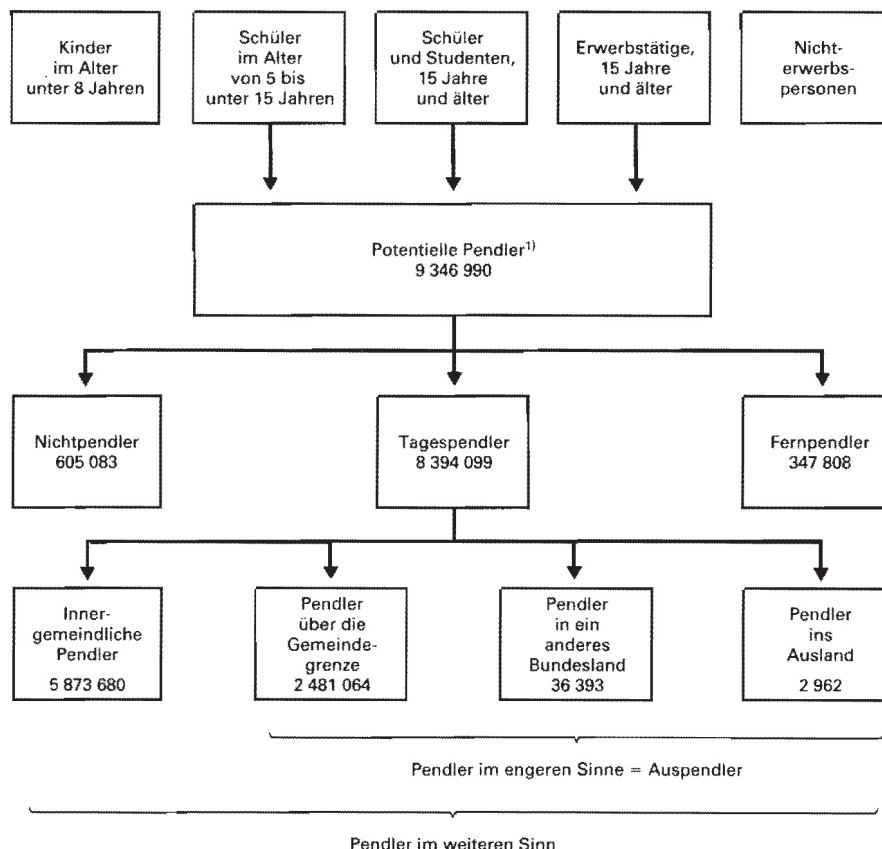 Kinder
im Alter
unter 8 Jahren
Schüler
im Alter
von 5 bis
unter 15 Jahren
Schüler
und Studenten,
15 Jahre
und älter
Erwerbstätige,
15 Jahre
und älter
Nicht-
erwerbs-
personen
Potentielle Pendler¹⁾
9 346 990
Nichtpendler
605 083
Tagespendler
8 394 099
Fernpendler
347 808
Inner-
gemeindliche
Pendler
5 873 680
Pendler
über die
Gemeinde-
grenze
2 481 064
Pendler
in ein
anderes
Bundesland
36 393
Pendler
ins
Ausland
2 962
Pendler im engeren Sinne = Auspendler
Pendler im weiteren Sinn